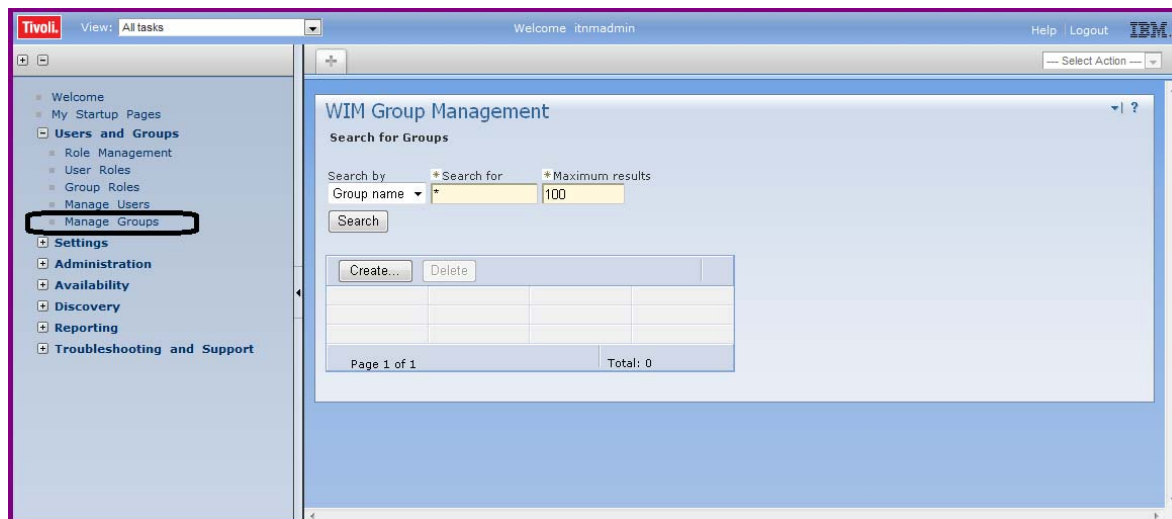 Tivoli. View: All tasks Welcome itnmadmin Help Logout IBM.
--- Select Action ---
Welcome
My Startup Pages
Users and Groups
Role Management
User Roles
Group Roles
Manage Users
Manage Groups
Settings
Administration
Availability
Discovery
Reporting
Troubleshooting and Support
WIM Group Management ?
Search for Groups
Search by *Search for *Maximum results
Group name * 100
Search
Create... Delete
Page 1 of 1 Total: 0